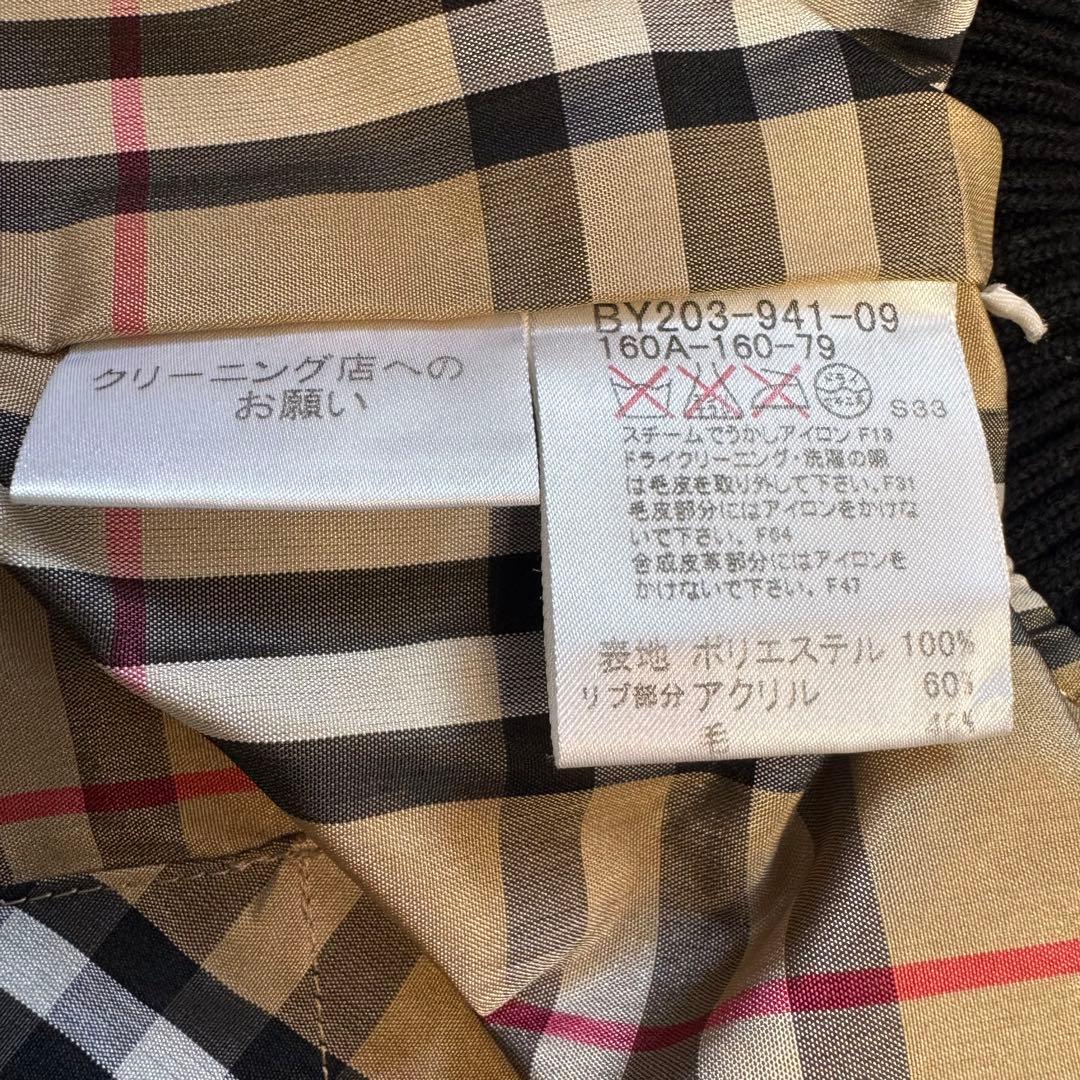 クリーニング店への
お願い
BY203-941-09
160A-160-79
S33
スチームでうかしアイロン F18
ドライクリーニング・洗濯の際
は毛皮を取り外して下さい。F31
毛皮部分にはアイロンをかけな
いで下さい。F64
合成皮革部分にはアイロンを
かけないで下さい。F47
表地 ポリエステル 100%
リブ部分 アクリル 60%
毛 40%